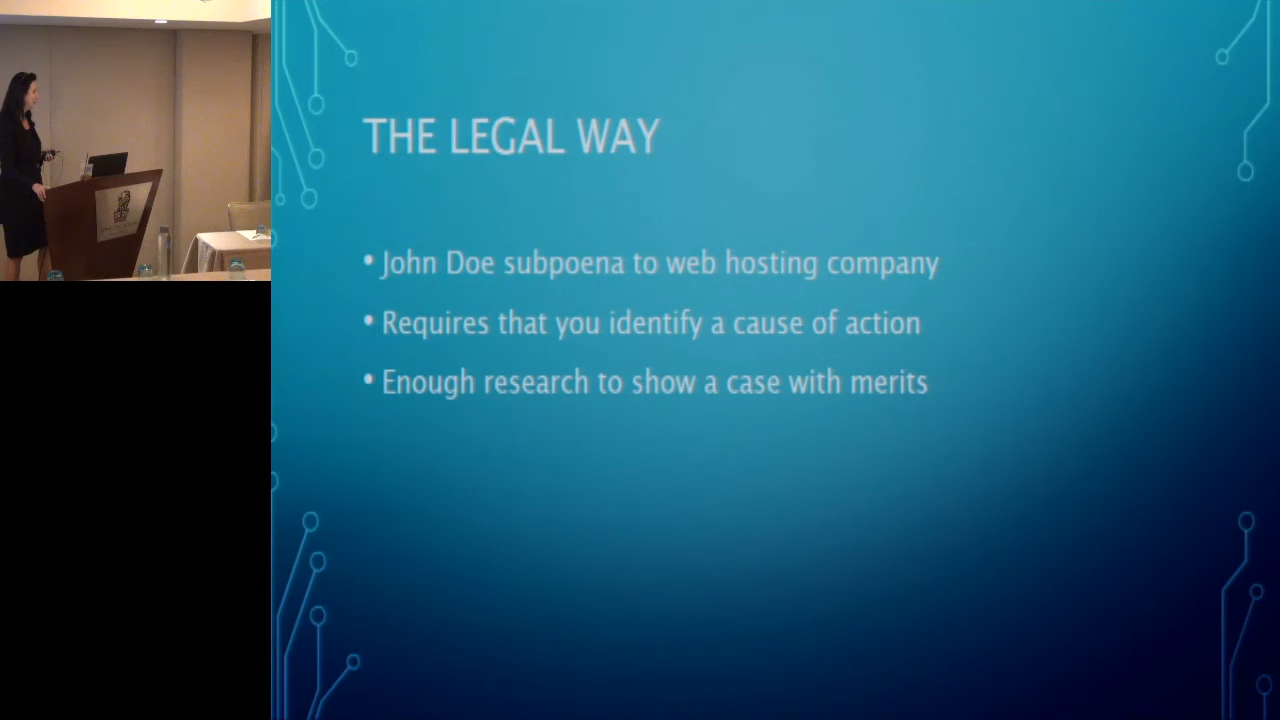 THE LEGAL WAY
• John Doe subpoena to web hosting company
• Requires that you identify a cause of action
• Enough research to show a case with merits